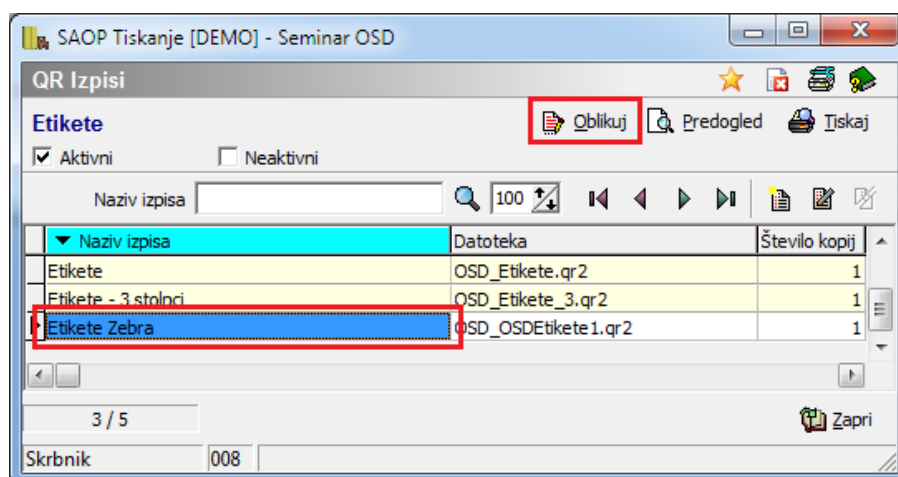 SAOP Tiskanje [DEMO] - Seminar OSD
QR Izpisi
Etikete
Oblikuj
Predogled
Tiskaj
Aktivni
Neaktivni
Naziv izpisa
100
Naziv izpisa Datoteka Število kopij
Etikete OSD_Etikete.qr2 1
Etikete - 3 stolpci OSD_Etikete_3.qr2 1
Etikete Zebra OSD_OSDEtikete1.qr2 1
3 / 5
Zapri
Skrbnik 008